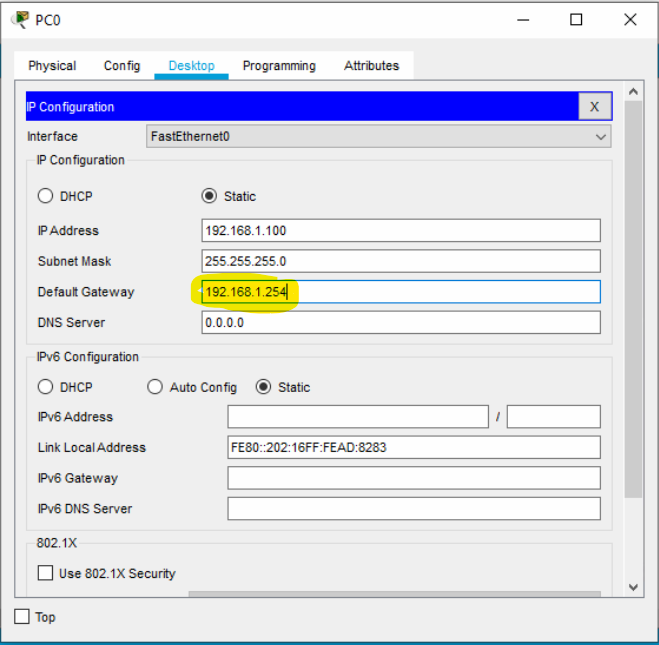 PC0
Physical Config Desktop Programming Attributes
IP Configuration X
Interface FastEthernet0
IP Configuration
DHCP Static
IP Address 192.168.1.100
Subnet Mask 255.255.255.0
Default Gateway 192.168.1.254
DNS Server 0.0.0.0
IPv6 Configuration
DHCP Auto Config Static
IPv6 Address /
Link Local Address FE80::202:16FF:FEAD:8283
IPv6 Gateway
IPv6 DNS Server
802.1X
Use 802.1X Security
Top